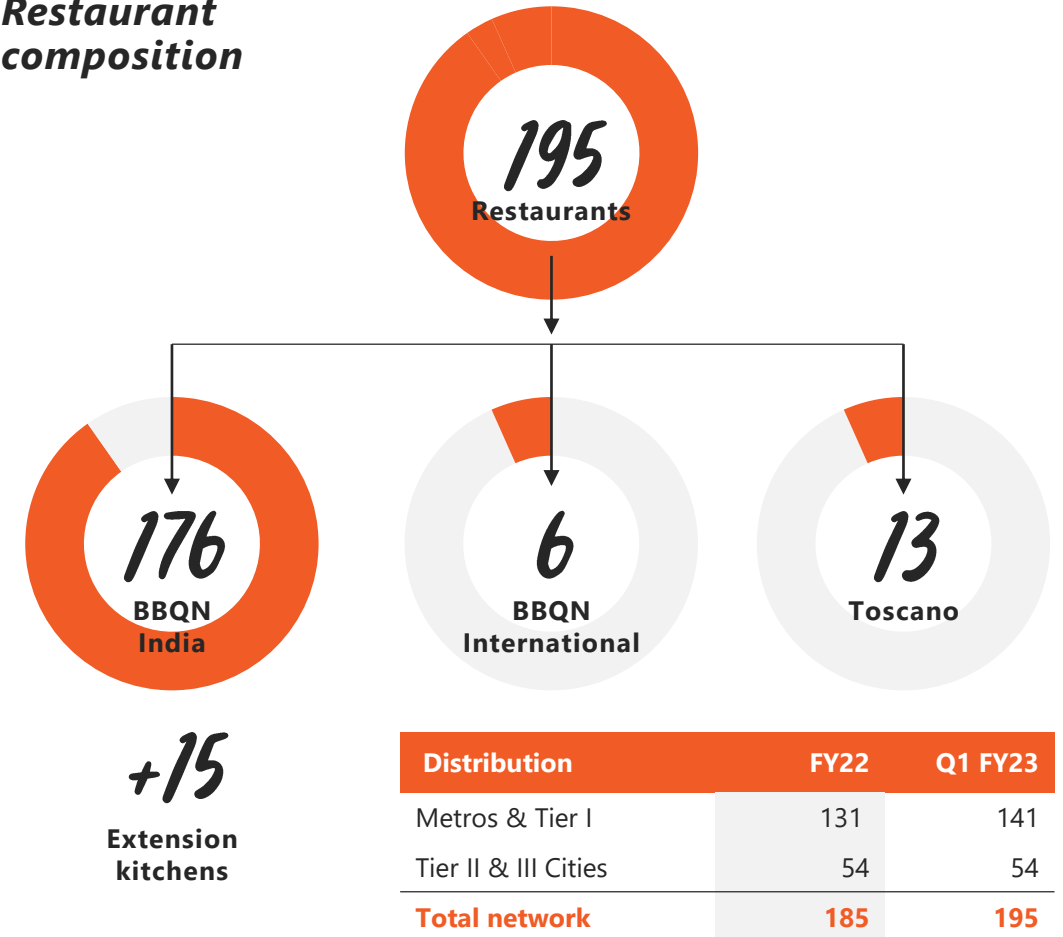 Restaurant
composition
195
Restaurants
176
BBQN
India
6
BBQN
International
13
Toscano
+15
Extension
kitchens
Distribution FY22 Q1 FY23
Metros & Tier I 131 141
Tier II & III Cities 54 54
Total network 185 195